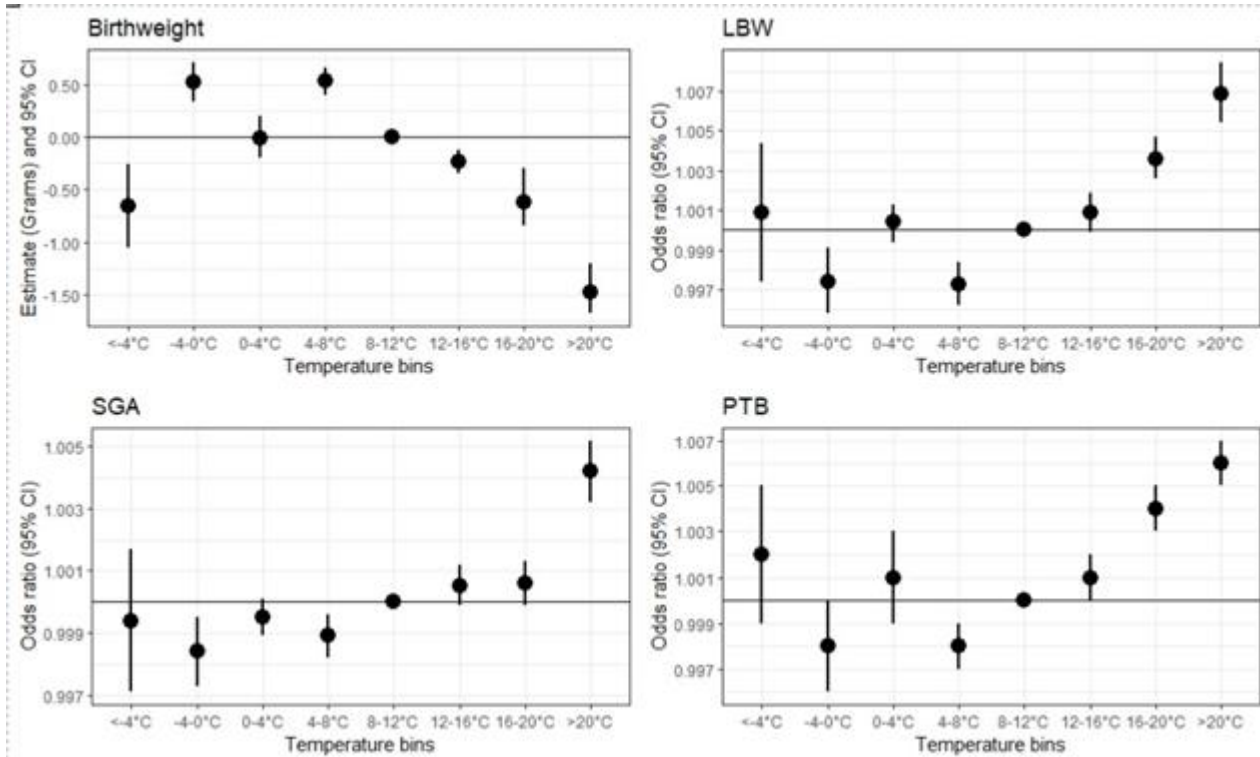 Birthweight
Estimate (Grams) and 95% CI
0.50
0.00
-0.50
-1.00
-1.50
<-4°C -4-0°C 0-4°C 4-8°C 8-12°C 12-16°C 16-20°C >20°C
Temperature bins
LBW
Odds ratio (95% CI)
1.007
1.005
1.003
1.001
0.999
0.997
<-4°C -4-0°C 0-4°C 4-8°C 8-12°C 12-16°C 16-20°C >20°C
Temperature bins
SGA
Odds ratio (95% CI)
1.005
1.003
1.001
0.999
0.997
<-4°C -4-0°C 0-4°C 4-8°C 8-12°C 12-16°C 16-20°C >20°C
Temperature bins
PTB
Odds ratio (95% CI)
1.007
1.005
1.003
1.001
0.999
0.997
<-4°C -4-0°C 0-4°C 4-8°C 8-12°C 12-16°C 16-20°C >20°C
Temperature bins